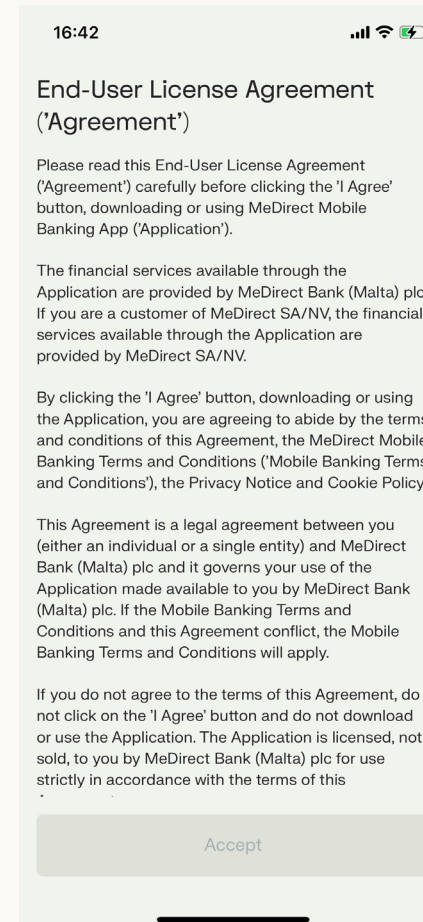 16:42
End-User License Agreement
('Agreement')
Please read this End-User License Agreement
('Agreement') carefully before clicking the 'I Agree'
button, downloading or using MeDirect Mobile
Banking App ('Application').
The financial services available through the
Application are provided by MeDirect Bank (Malta) plc
If you are a customer of MeDirect SA/NV, the financial
services available through the Application are
provided by MeDirect SA/NV.
By clicking the 'I Agree' button, downloading or using
the Application, you are agreeing to abide by the terms
and conditions of this Agreement, the MeDirect Mobile
Banking Terms and Conditions ('Mobile Banking Terms
and Conditions'), the Privacy Notice and Cookie Policy
This Agreement is a legal agreement between you
(either an individual or a single entity) and MeDirect
Bank (Malta) plc and it governs your use of the
Application made available to you by MeDirect Bank
(Malta) plc. If the Mobile Banking Terms and
Conditions and this Agreement conflict, the Mobile
Banking Terms and Conditions will apply.
If you do not agree to the terms of this Agreement, do
not click on the 'I Agree' button and do not download
or use the Application. The Application is licensed, not
sold, to you by MeDirect Bank (Malta) plc for use
strictly in accordance with the terms of this
Accept